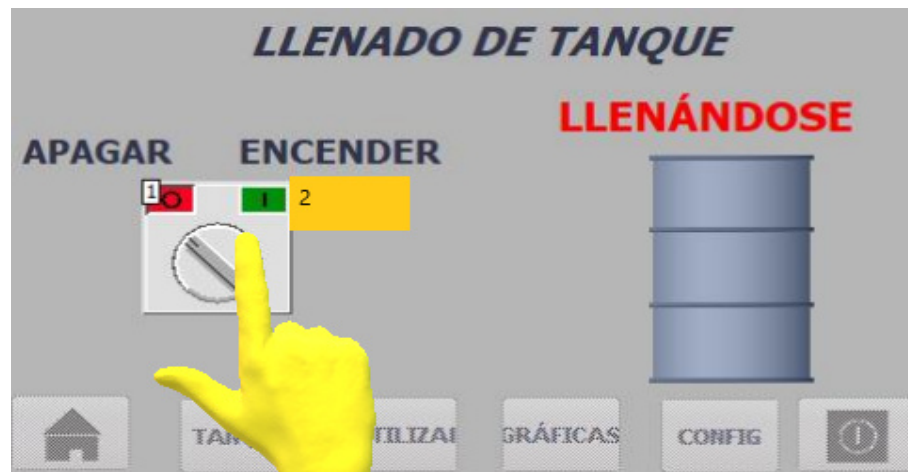 LLENADO DE TANQUE
LLENÁNDOSE
APAGAR ENCENDER
1 O I 2
GRÁFICAS CONFIG